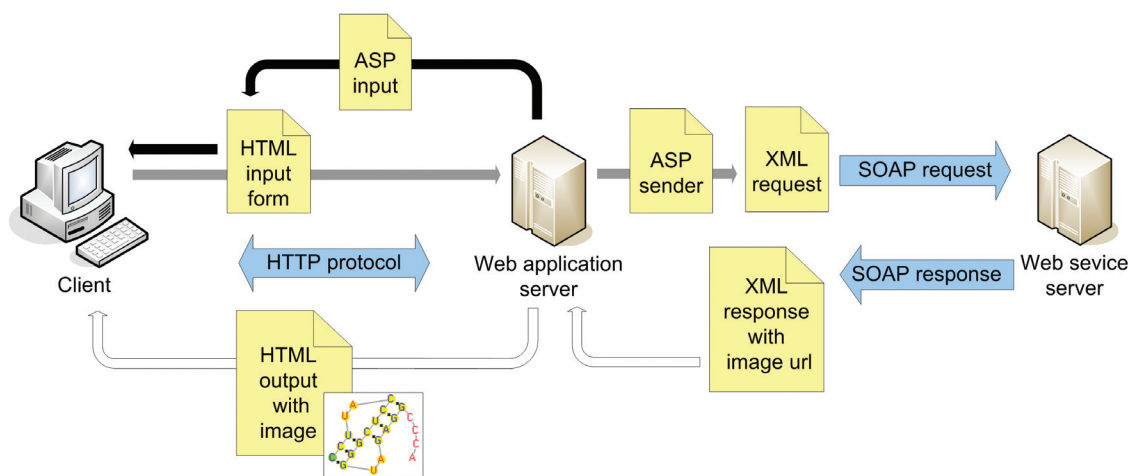 ASP
input
HTML
input
form
ASP
sender
XML
request
SOAP request
Client
HTTP protocol
Web application
server
SOAP response
Web sevice
server
XML
response
with
image url
HTML
output
with
image